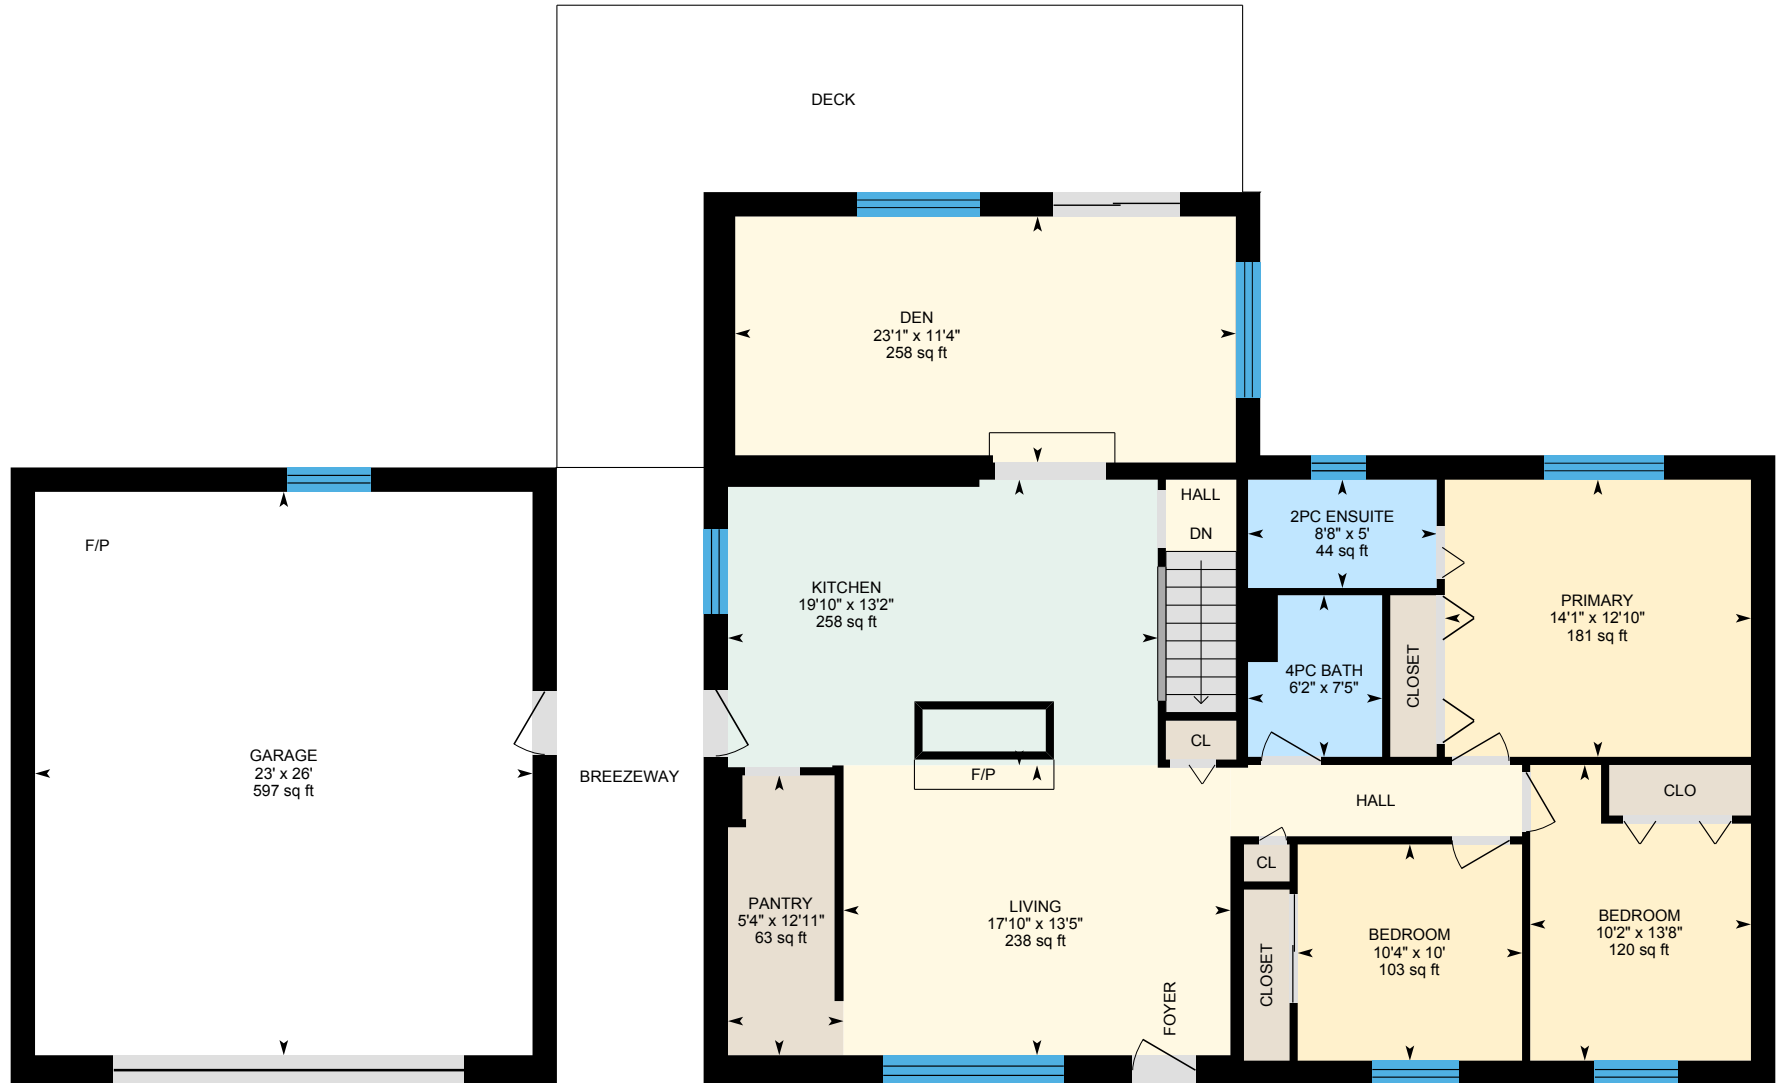 DECK
DEN
23'1" x 11'4"
258 sq ft
F/P
HALL
DN
2PC ENSUITE
8'8" x 5'
44 sq ft
KITCHEN
19'10" x 13'2"
258 sq ft
PRIMARY
14'1" x 12'10"
181 sq ft
4PC BATH
6'2" x 7'5"
CLOSET
CL
GARAGE
23' x 26'
597 sq ft
BREEZEWAY
F/P
HALL
CLO
CL
PANTRY
5'4" x 12'11"
63 sq ft
LIVING
17'10" x 13'5"
238 sq ft
BEDROOM
10'4" x 10'
103 sq ft
BEDROOM
10'2" x 13'8"
120 sq ft
CLOSET
FOYER